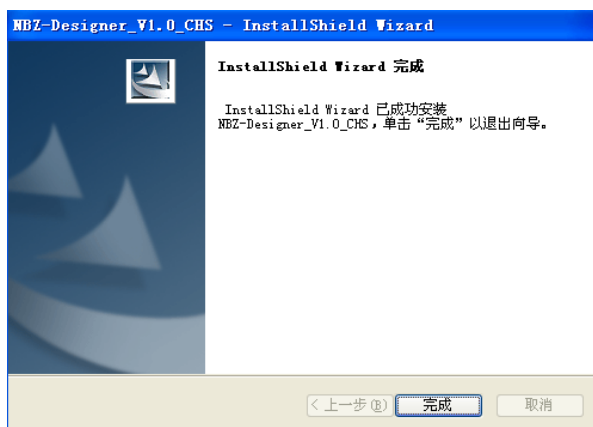 NBZ-Designer_V1.0_CHS - InstallShield Wizard
InstallShield Wizard 完成
InstallShield Wizard 已成功安装
NBZ-Designer_V1.0_CHS，单击“完成”以退出向导。
< 上一步(B) 完成 取消